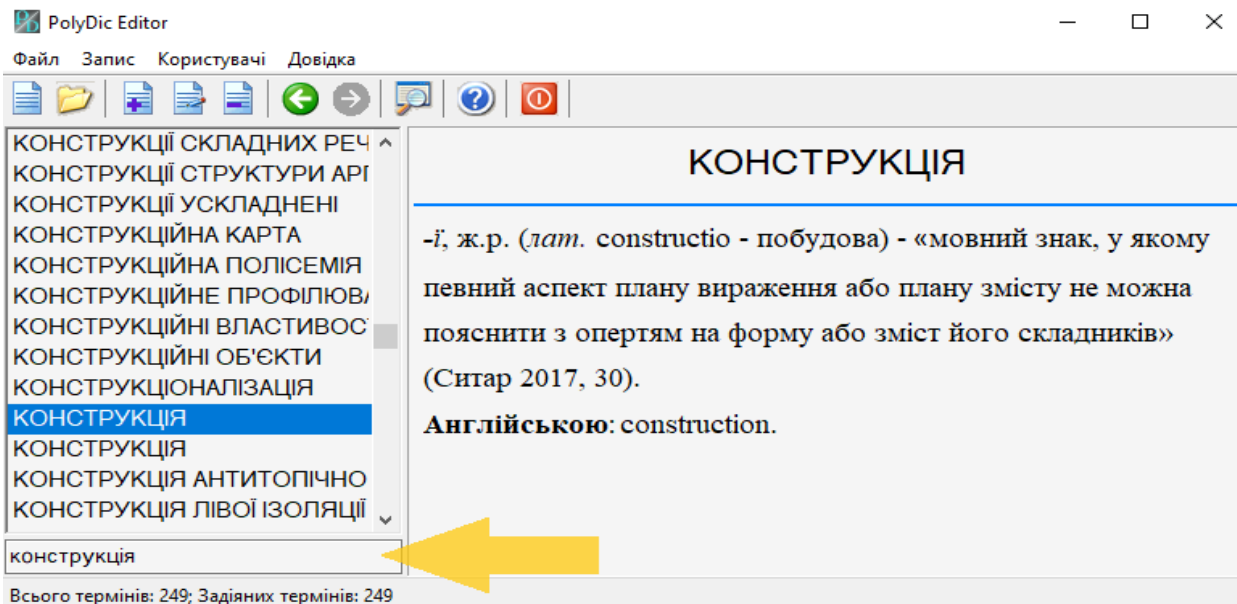 PolyDic Editor
Файл Запис Користувачі Довідка
КОНСТРУКЦІЇ СКЛАДНИХ РЕЧ
КОНСТРУКЦІЇ СТРУКТУРИ АРГ
КОНСТРУКЦІЇ УСКЛАДНЕНІ
КОНСТРУКЦІЙНА КАРТА
КОНСТРУКЦІЙНА ПОЛІСЕМІЯ
КОНСТРУКЦІЙНЕ ПРОФІЛЮВ
КОНСТРУКЦІЙНІ ВЛАСТИВОС
КОНСТРУКЦІЙНІ ОБ'ЄКТИ
КОНСТРУКЦІОНАЛІЗАЦІЯ
КОНСТРУКЦІЯ
КОНСТРУКЦІЯ
КОНСТРУКЦІЯ АНТИТОПІЧНО
КОНСТРУКЦІЯ ЛІВОЇ ІЗОЛЯЦІЇ
конструкція
КОНСТРУКЦІЯ
-ї, ж.р. (лат. constructio - побудова) - «мовний знак, у якому
певний аспект плану вираження або плану змісту не можна
пояснити з опертям на форму або зміст його складників»
(Ситар 2017, 30).
Англійською: construction.
Всього термінів: 249; Задіяних термінів: 249